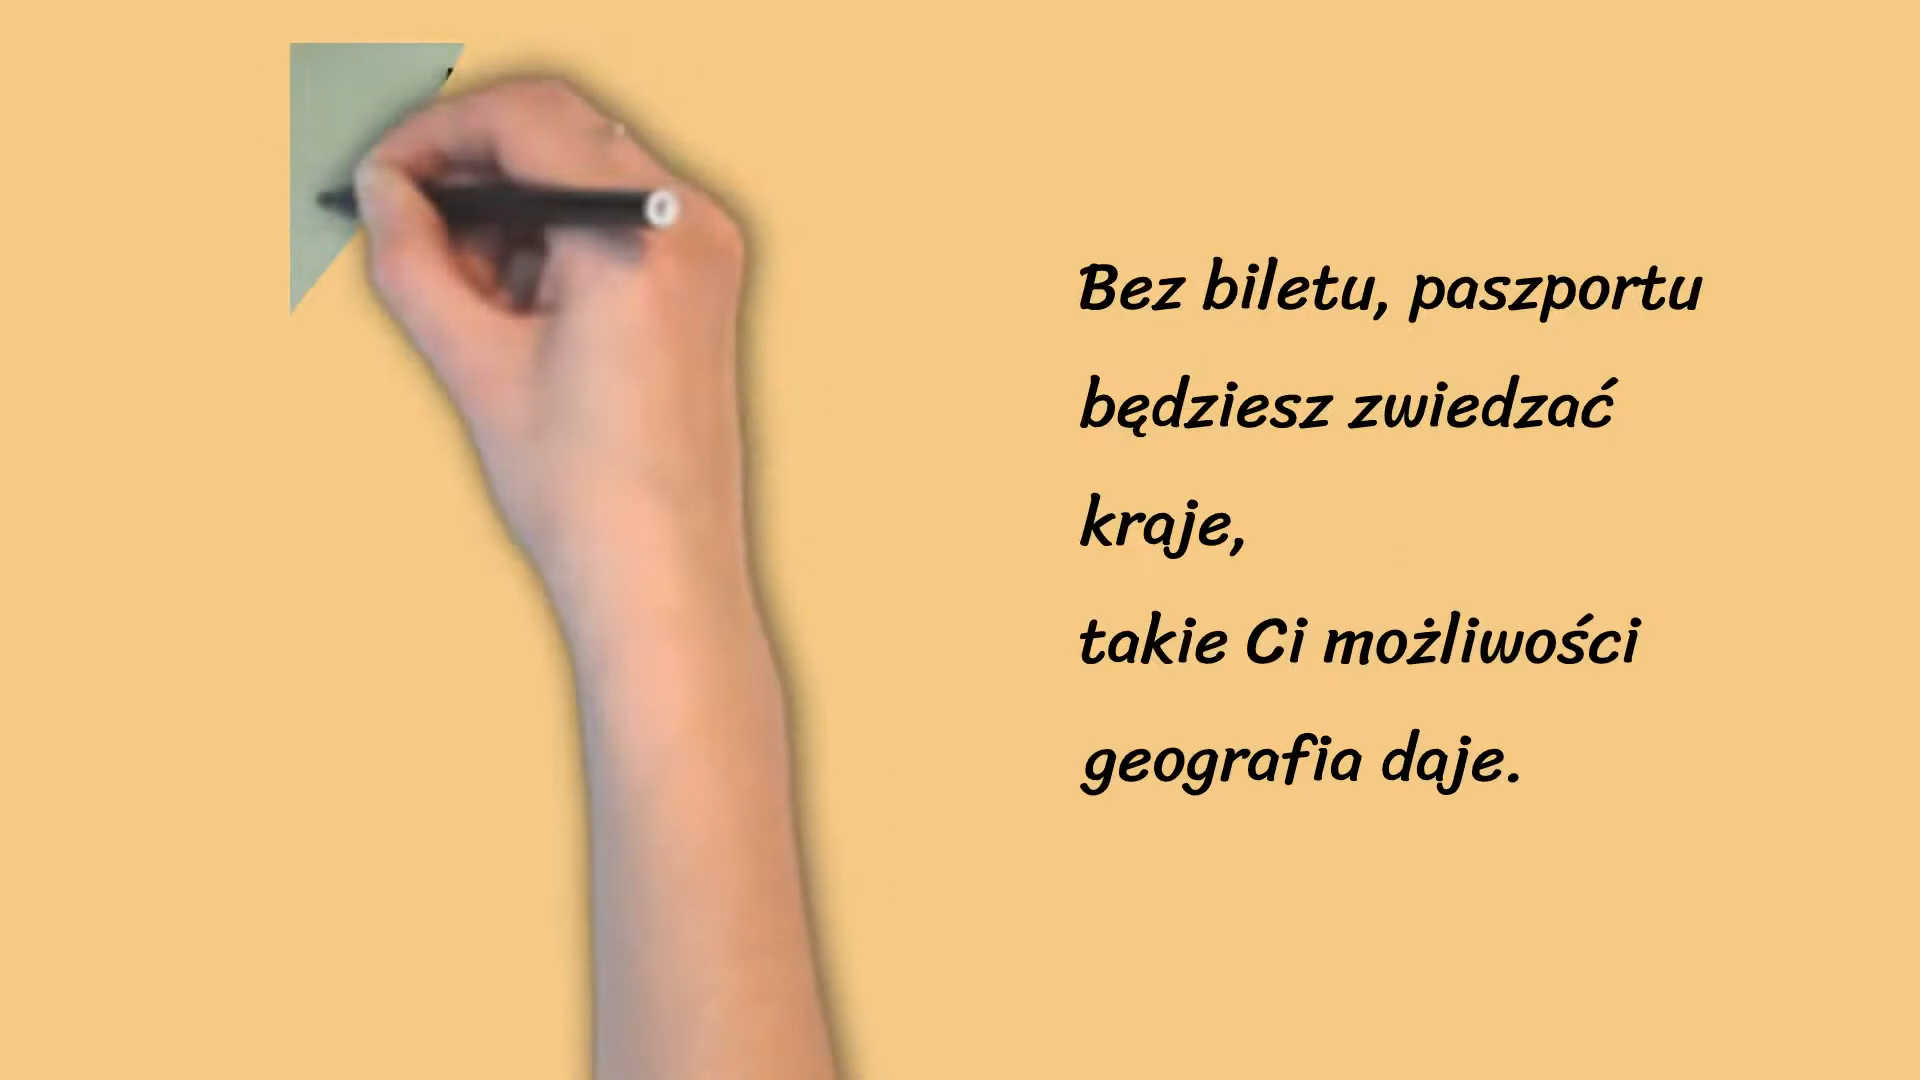 Bez biletu, paszportu
będziesz zwiedzać
kraje,
takie Ci możliwości
geografia daje.